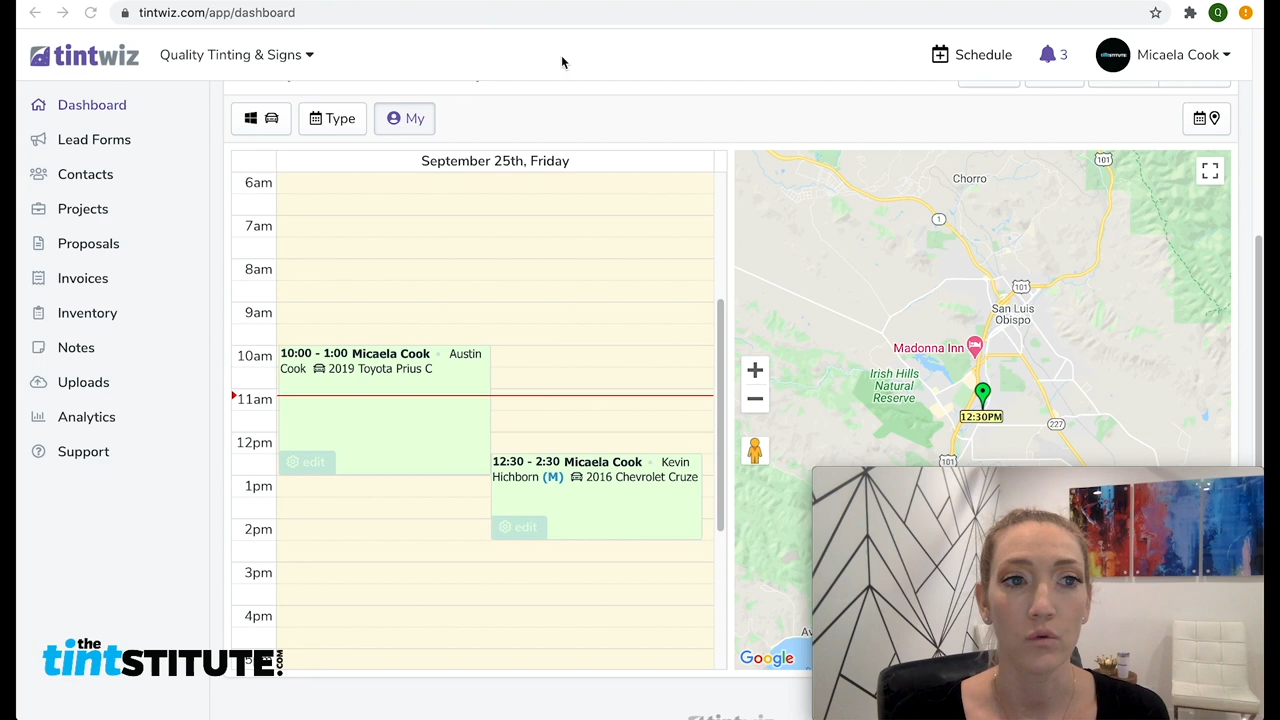 tintwiz.com/app/dashboard
Q
tintwiz
Quality Tinting & Signs
Schedule
3
Micaela Cook
Dashboard
Lead Forms
Contacts
Projects
Proposals
Invoices
Inventory
Notes
Uploads
Analytics
Support
Type
My
September 25th, Friday
6am
7am
8am
9am
10am
11am
12pm
1pm
2pm
3pm
4pm
10:00 - 1:00 Micaela Cook Austin
Cook 2019 Toyota Prius C
edit
12:30 - 2:30 Micaela Cook Kevin
Hichborn (M) 2016 Chevrolet Cruze
edit
101
Chorro
1
101
San Luis
Obispo
Madonna Inn
Irish Hills
Natural
Reserve
12:30PM
227
101
Google
the
tintSTITUTE.COM